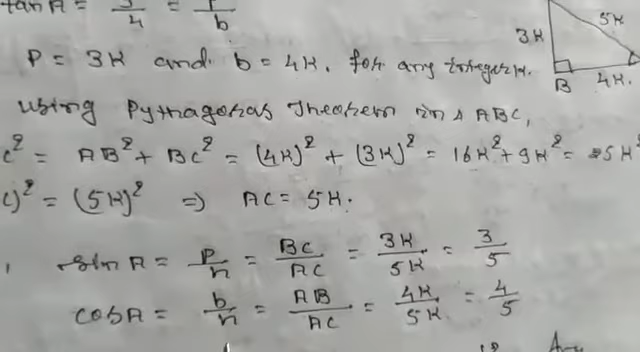 tan A = 3/4 = P/b
3K
5K
P = 3K and b = 4K. for any integer K.
B
4K.
using Pythagoras Theorem in △ ABC,
C² = AB² + BC² = (4K)² + (3K)² = 16K² + 9K² = 25K²
C)² = (5K)² ⇒ AC = 5K.
, sin A = P/h = BC/AC = 3K/5K = 3/5
cos A = b/h = AB/AC = 4K/5K = 4/5